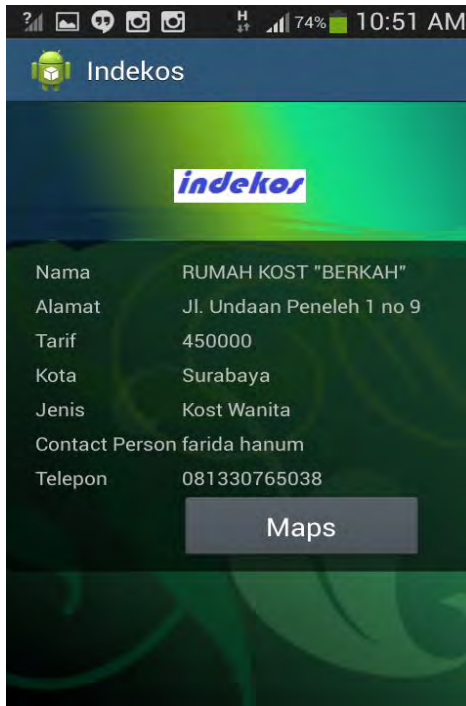 H 74% 10:51 AM
Indekos
indekos
Nama RUMAH KOST "BERKAH"
Alamat Jl. Undaan Peneleh 1 no 9
Tarif 450000
Kota Surabaya
Jenis Kost Wanita
Contact Person farida hanum
Telepon 081330765038
Maps